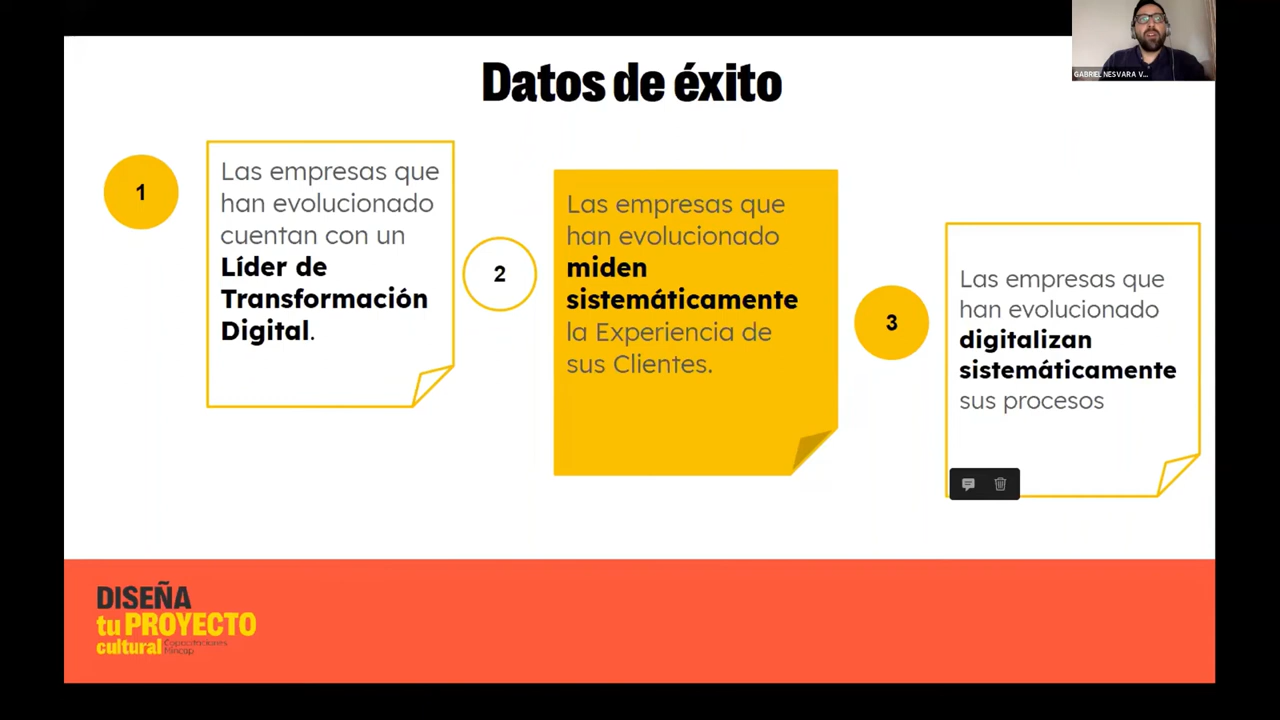 GABRIEL NESVARA V...
Datos de éxito
1
Las empresas que
han evolucionado
cuentan con un
Líder de
Transformación
Digital.
2
Las empresas que
han evolucionado
miden
sistemáticamente
la Experiencia de
sus Clientes.
3
Las empresas que
han evolucionado
digitalizan
sistemáticamente
sus procesos
DISEÑA
tu PROYECTO
cultural
Capacitaciones
Mincap